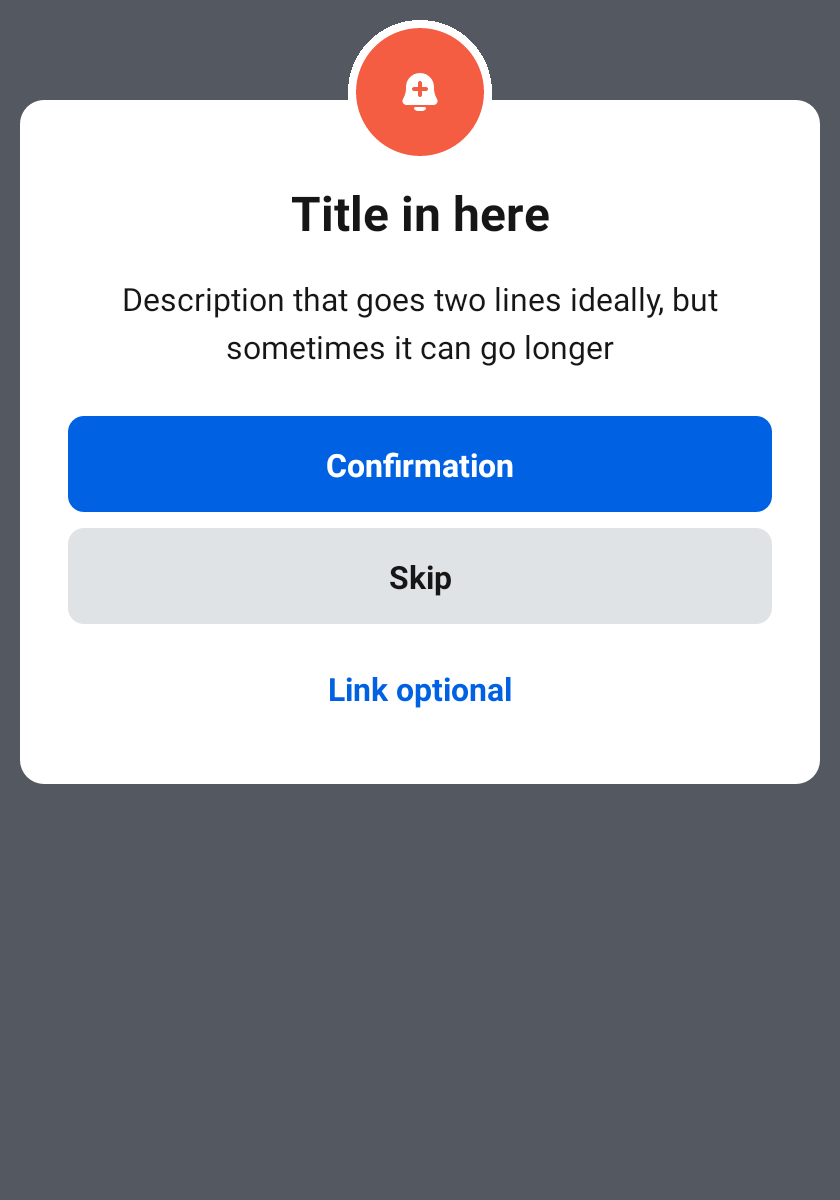 Title in here
Description that goes two lines ideally, but
sometimes it can go longer
Confirmation
Skip
Link optional